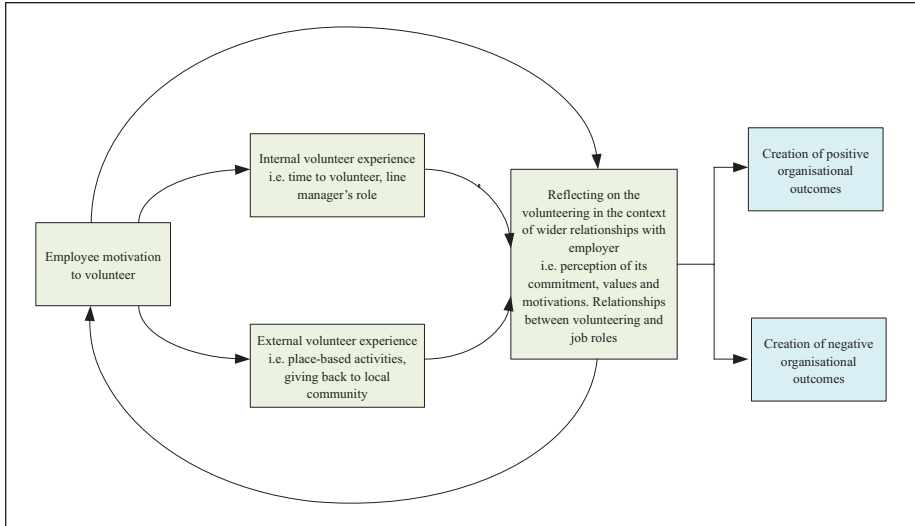 Employee motivation
to volunteer
Internal volunteer experience
i.e. time to volunteer, line
manager's role
External volunteer experience
i.e. place-based activities,
giving back to local
community
Reflecting on the
volunteering in the context
of wider relationships with
employer
i.e. perception of its
commitment, values and
motivations. Relationships
between volunteering and
job roles
Creation of positive
organisational
outcomes
Creation of negative
organisational
outcomes